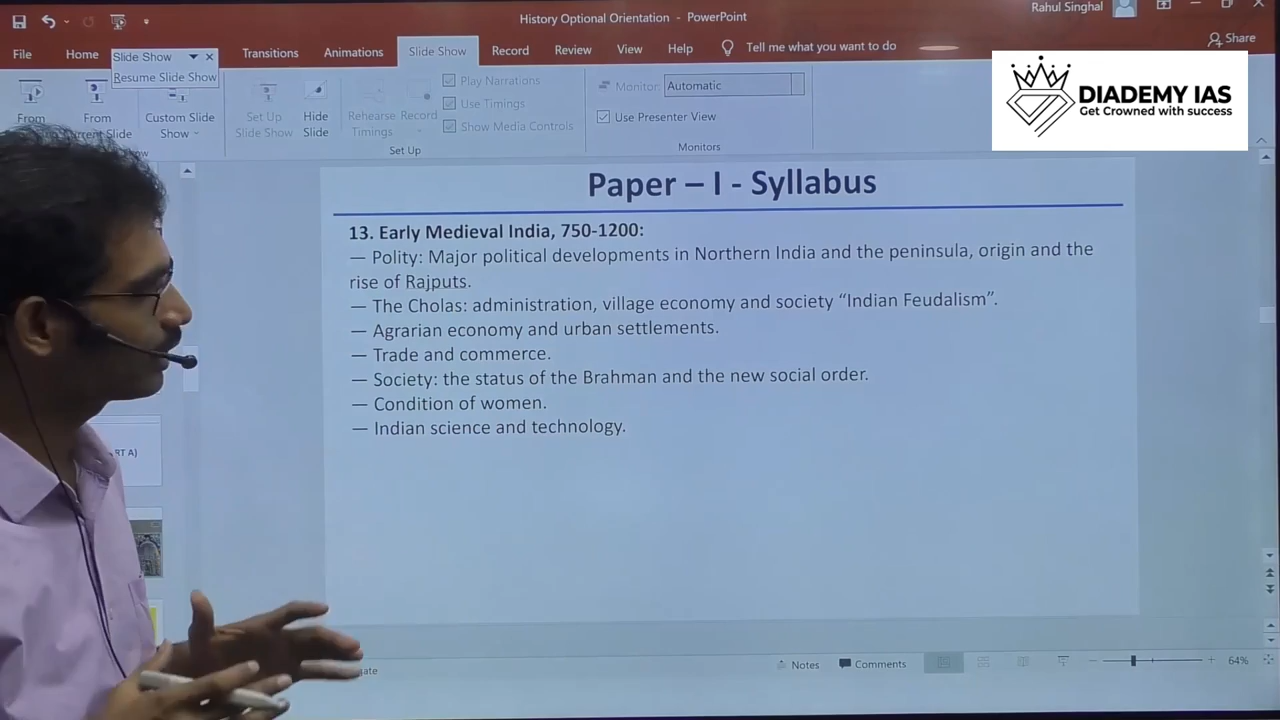 History Optional Orientation - PowerPoint
Rahul Singhal
File Home Transitions Animations Slide Show Record Review View Help Tell me what you want to do
Share
Slide Show
Resume Slide Show
From
From
Current Slide
Custom Slide
Show
Set Up
Slide Show
Hide
Slide
Rehearse
Timings
Record
Play Narrations
Use Timings
Show Media Controls
Set Up
Monitor: Automatic
Use Presenter View
Monitors
DIADEMY IAS
Get Crowned with success
Paper – I - Syllabus
13. Early Medieval India, 750-1200:
— Polity: Major political developments in Northern India and the peninsula, origin and the
rise of Rajputs.
— The Cholas: administration, village economy and society “Indian Feudalism”.
— Agrarian economy and urban settlements.
— Trade and commerce.
— Society: the status of the Brahman and the new social order.
— Condition of women.
— Indian science and technology.
RT A)
Notes Comments 64%